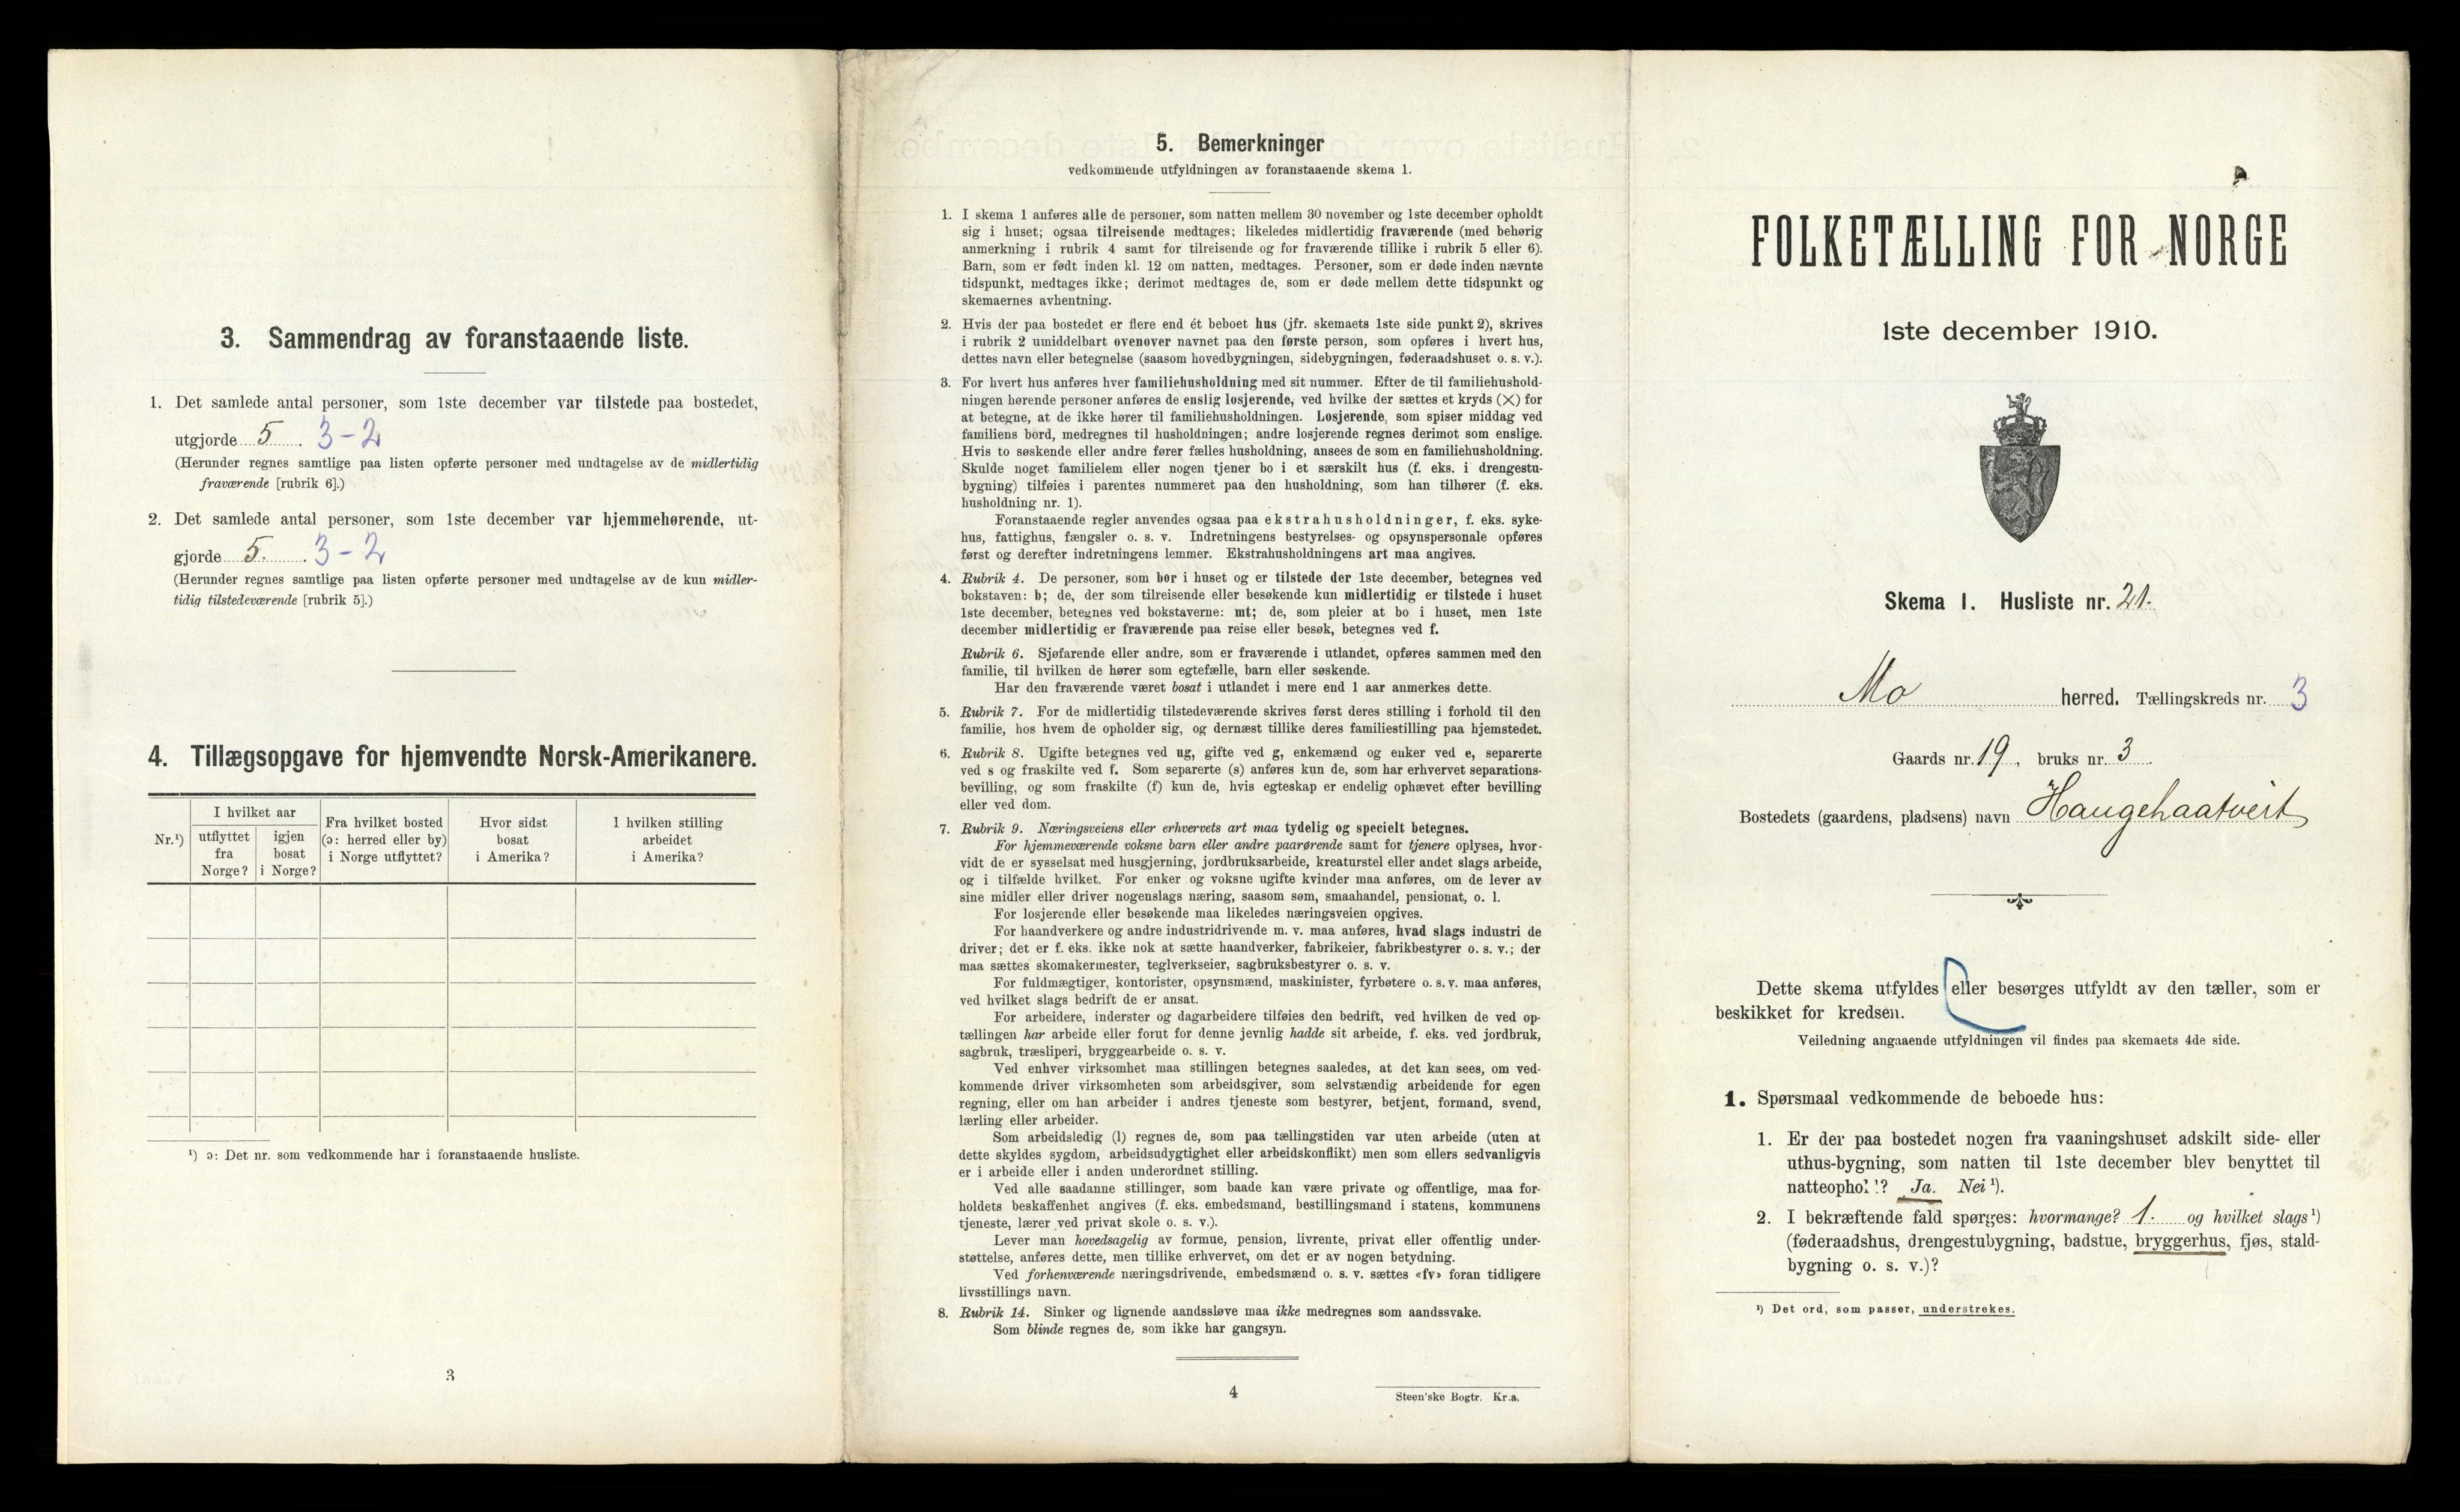 3. Sammendrag av foranstaaende liste.
1. Det samlede antal personer, som 1ste december var tilstede paa bostedet,
utgjorde 5. 3-2
(Herunder regnes samtlige paa listen opførte personer med undtagelse av de midlertidig
fraværende [rubrik 6].)
2. Det samlede antal personer, som 1ste december var hjemmehørende, ut-
gjorde 5. 3-2
(Herunder regnes samtlige paa listen opførte personer med undtagelse av de kun midler-
tidig tilstedeværende [rubrik 5].)
4. Tillægsopgave for hjemvendte Norsk-Amerikanere.
Nr.¹)
I hvilket aar
utflyttet
fra
Norge?
igjen
bosat
i Norge?
Fra hvilket bosted
(ɔ: herred eller by)
i Norge utflyttet?
Hvor sidst
bosat
i Amerika?
I hvilken stilling
arbeidet
i Amerika?
¹) ɔ: Det nr. som vedkommende har i foranstaaende husliste.
3
5. Bemerkninger
vedkommende utfyldningen av foranstaaende skema 1.
1. I skema 1 anføres alle de personer, som natten mellem 30 november og 1ste december opholdt
sig i huset; ogsaa tilreisende medtages; likeledes midlertidig fraværende (med behørig
anmerkning i rubrik 4 samt for tilreisende og for fraværende tillike i rubrik 5 eller 6).
Barn, som er født inden kl. 12 om natten, medtages. Personer, som er døde inden nævnte
tidspunkt, medtages ikke; derimot medtages de, som er døde mellem dette tidspunkt og
skemaernes avhentning.
2. Hvis der paa bostedet er flere end ét beboet hus (jfr. skemaets 1ste side punkt 2), skrives
i rubrik 2 umiddelbart ovenover navnet paa den første person, som opføres i hvert hus,
dettes navn eller betegnelse (saasom hovedbygningen, sidebygningen, føderaadshuset o. s. v.).
3. For hvert hus anføres hver familiehusholdning med sit nummer. Efter de til familiehushold-
ningen hørende personer anføres de enslig losjerende, ved hvilke der sættes et kryds (×) for
at betegne, at de ikke hører til familiehusholdningen. Losjerende, som spiser middag ved
familiens bord, medregnes til husholdningen; andre losjerende regnes derimot som enslige.
Hvis to søskende eller andre fører fælles husholdning, ansees de som en familiehusholdning.
Skulde noget familielem eller nogen tjener bo i et særskilt hus (f. eks. i drengestu-
bygning) tilføies i parentes nummeret paa den husholdning, som han tilhører (f. eks.
husholdning nr. 1).
Foranstaaende regler anvendes ogsaa paa ekstrahusholdninger, f. eks. syke-
hus, fattighus, fængsler o. s. v. Indretningens bestyrelses- og opsynspersonale opføres
først og derefter indretningens lemmer. Ekstrahusholdningens art maa angives.
4. Rubrik 4. De personer, som bor i huset og er tilstede der 1ste december, betegnes ved
bokstaven: b; de, der som tilreisende eller besøkende kun midlertidig er tilstede i huset
1ste december, betegnes ved bokstaverne: mt; de, som pleier at bo i huset, men 1ste
december midlertidig er fraværende paa reise eller besøk, betegnes ved f.
Rubrik 6. Sjøfarende eller andre, som er fraværende i utlandet, opføres sammen med den
familie, til hvilken de hører som egtefælle, barn eller søskende.
Har den fraværende været bosat i utlandet i mere end 1 aar anmerkes dette.
5. Rubrik 7. For de midlertidig tilstedeværende skrives først deres stilling i forhold til den
familie, hos hvem de opholder sig, og dernæst tillike deres familiestilling paa hjemstedet.
6. Rubrik 8. Ugifte betegnes ved ug, gifte ved g, enkemænd og enker ved e, separerte
ved s og fraskilte ved f. Som separerte (s) anføres kun de, som har erhvervet separations-
bevilling, og som fraskilte (f) kun de, hvis egteskap er endelig ophævet efter bevilling
eller ved dom.
7. Rubrik 9. Næringsveiens eller erhvervets art maa tydelig og specielt betegnes.
For hjemmeværende voksne barn eller andre paarørende samt for tjenere oplyses, hvor-
vidt de er sysselsat med husgjerning, jordbruksarbeide, kreaturstel eller andet slags arbeide,
og i tilfælde hvilket. For enker og voksne ugifte kvinder maa anføres, om de lever av
sine midler eller driver nogenslags næring, saasom søm, smaahandel, pensionat, o. l.
For losjerende eller besøkende maa likeledes næringsveien opgives.
For haandverkere og andre industridrivende m. v. maa anføres, hvad slags industri de
driver; det er f. eks. ikke nok at sætte haandverker, fabrikeier, fabrikbestyrer o. s. v.; der
maa sættes skomakermester, teglverkseier, sagbruksbestyrer o. s. v.
For fuldmægtiger, kontorister, opsynsmænd, maskinister, fyrbøtere o. s. v. maa anføres,
ved hvilket slags bedrift de er ansat.
For arbeidere, inderster og dagarbeidere tilføies den bedrift, ved hvilken de ved op-
tællingen har arbeide eller forut for denne jevnlig hadde sit arbeide, f. eks. ved jordbruk,
sagbruk, træsliperi, bryggearbeide o. s. v.
Ved enhver virksomhet maa stillingen betegnes saaledes, at det kan sees, om ved-
kommende driver virksomheten som arbeidsgiver, som selvstændig arbeidende for egen
regning, eller om han arbeider i andres tjeneste som bestyrer, betjent, formand, svend,
lærling eller arbeider.
Som arbeidsledig (l) regnes de, som paa tællingstiden var uten arbeide (uten at
dette skyldes sygdom, arbeidsudygtighet eller arbeidskonflikt) men som ellers sedvanligvis
er i arbeide eller i anden underordnet stilling.
Ved alle saadanne stillinger, som baade kan være private og offentlige, maa for-
holdets beskaffenhet angives (f. eks. embedsmand, bestillingsmand i statens, kommunens
tjeneste, lærer ved privat skole o. s. v.).
Lever man hovedsagelig av formue, pension, livrente, privat eller offentlig under-
støttelse, anføres dette, men tillike erhvervet, om det er av nogen betydning.
Ved forhenværende næringsdrivende, embedsmænd o. s. v. sættes «fv» foran tidligere
livsstillings navn.
8. Rubrik 14. Sinker og lignende aandssløve maa ikke medregnes som aandssvake.
Som blinde regnes de, som ikke har gangsyn.
4
Steen'ske Bogtr. Kr.a.
FOLKETÆLLING FOR NORGE
1ste december 1910.
Skema 1. Husliste nr. 21.
Mo herred. Tællingskreds nr. 3
Gaards nr. 19, bruks nr. 3.
Bostedets (gaardens, pladsens) navn Haugehaatveit
Dette skema utfyldes eller besørges utfyldt av den tæller, som er
beskikket for kredsen.
Veiledning angaaende utfyldningen vil findes paa skemaets 4de side.
1. Spørsmaal vedkommende de beboede hus:
1. Er der paa bostedet nogen fra vaaningshuset adskilt side- eller
uthus-bygning, som natten til 1ste december blev benyttet til
natteophold? Ja. Nei ¹).
2. I bekræftende fald spørges: hvormange? 1. og hvilket slags ¹)
(føderaadshus, drengestubygning, badstue, bryggerhus, fjøs, stald-
bygning o. s. v.)?
¹) Det ord, som passer, understrekes.